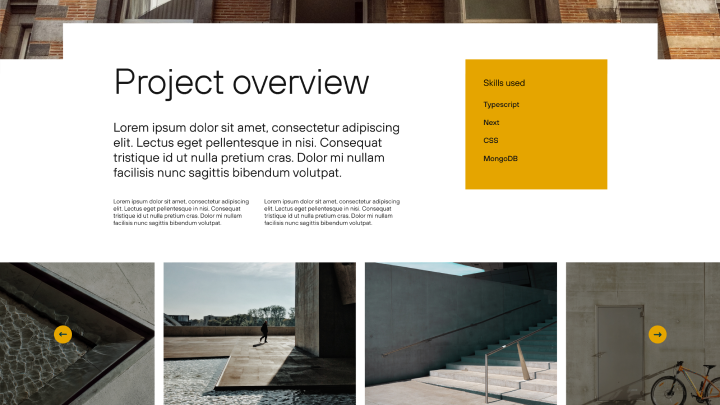 Project overview
Lorem ipsum dolor sit amet, consectetur adipiscing
elit. Lectus eget pellentesque in nisi. Consequat
tristique id ut nulla pretium cras. Dolor mi nullam
facilisis nunc sagittis bibendum volutpat.
Lorem ipsum dolor sit amet, consectetur adipiscing
elit. Lectus eget pellentesque in nisi. Consequat
tristique id ut nulla pretium cras. Dolor mi nullam
facilisis nunc sagittis bibendum volutpat.
Lorem ipsum dolor sit amet, consectetur adipiscing
elit. Lectus eget pellentesque in nisi. Consequat
tristique id ut nulla pretium cras. Dolor mi nullam
facilisis nunc sagittis bibendum volutpat.
Skills used
Typescript
Next
CSS
MongoDB